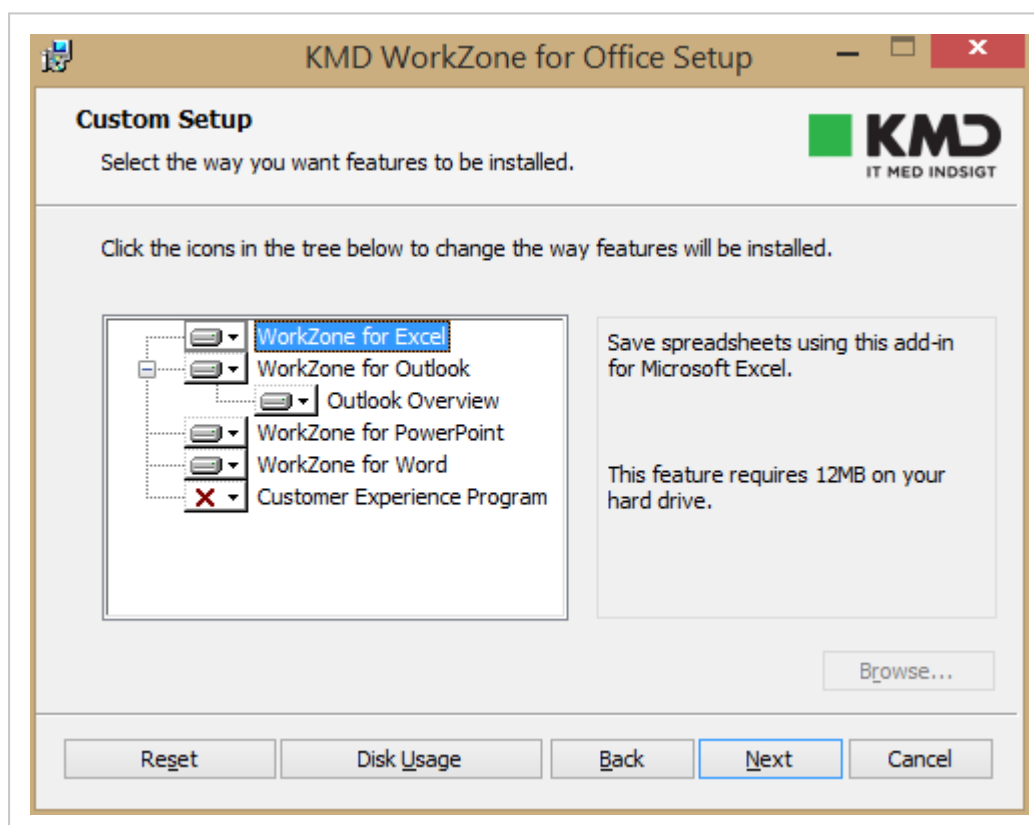 KMD WorkZone for Office Setup
Custom Setup
Select the way you want features to be installed.
KMD
IT MED INDSIGT
Click the icons in the tree below to change the way features will be installed.
WorkZone for Excel
WorkZone for Outlook
Outlook Overview
WorkZone for PowerPoint
WorkZone for Word
Customer Experience Program
Save spreadsheets using this add-in
for Microsoft Excel.
This feature requires 12MB on your
hard drive.
Browse...
Reset
Disk Usage
Back
Next
Cancel